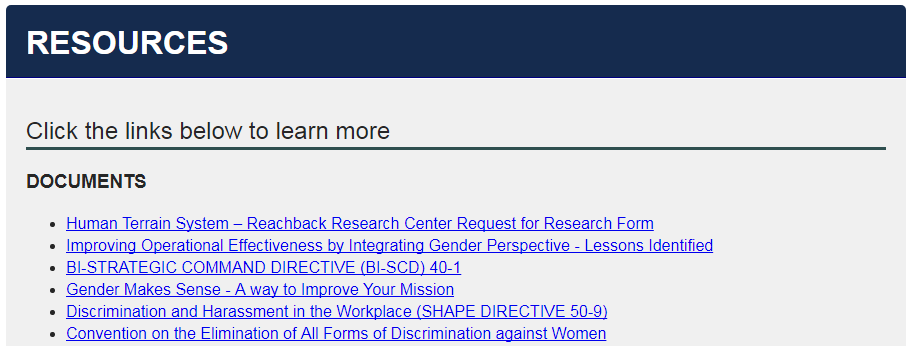 RESOURCES
Click the links below to learn more
DOCUMENTS
Human Terrain System – Reachback Research Center Request for Research Form
Improving Operational Effectiveness by Integrating Gender Perspective - Lessons Identified
BI-STRATEGIC COMMAND DIRECTIVE (BI-SCD) 40-1
Gender Makes Sense - A way to Improve Your Mission
Discrimination and Harassment in the Workplace (SHAPE DIRECTIVE 50-9)
Convention on the Elimination of All Forms of Discrimination against Women